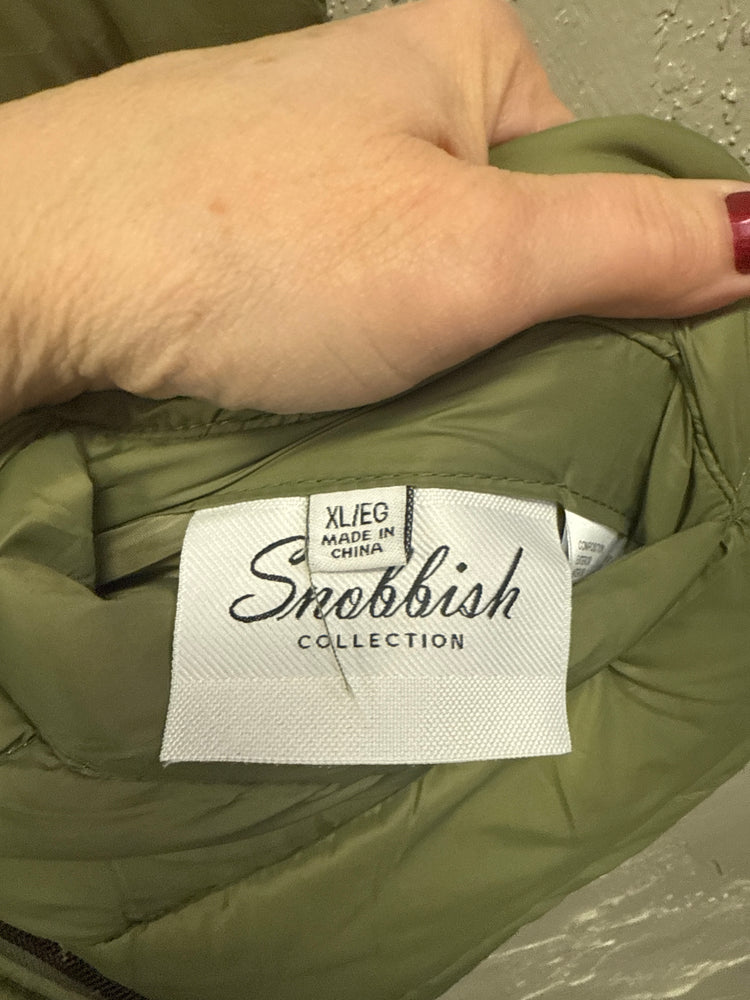 XL/EG
MADE IN
CHINA
Snobbish
COLLECTION